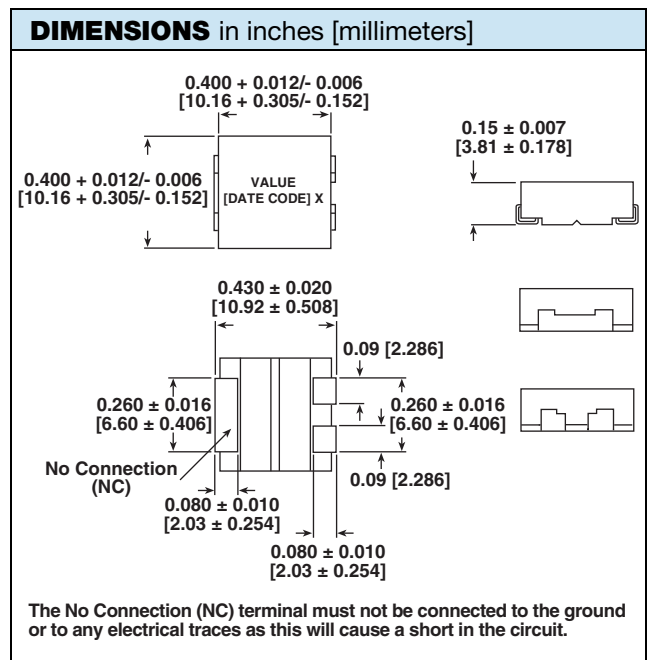 DIMENSIONS in inches [millimeters]
0.400 + 0.012/- 0.006
[10.16 + 0.305/- 0.152]
0.15 ± 0.007
[3.81 ± 0.178]
0.400 + 0.012/- 0.006
[10.16 + 0.305/- 0.152]
VALUE
[DATE CODE] X
0.430 ± 0.020
[10.92 ± 0.508]
0.09 [2.286]
0.260 ± 0.016
[6.60 ± 0.406]
0.260 ± 0.016
[6.60 ± 0.406]
No Connection
(NC)
0.09 [2.286]
0.080 ± 0.010
[2.03 ± 0.254]
0.080 ± 0.010
[2.03 ± 0.254]
The No Connection (NC) terminal must not be connected to the ground
or to any electrical traces as this will cause a short in the circuit.